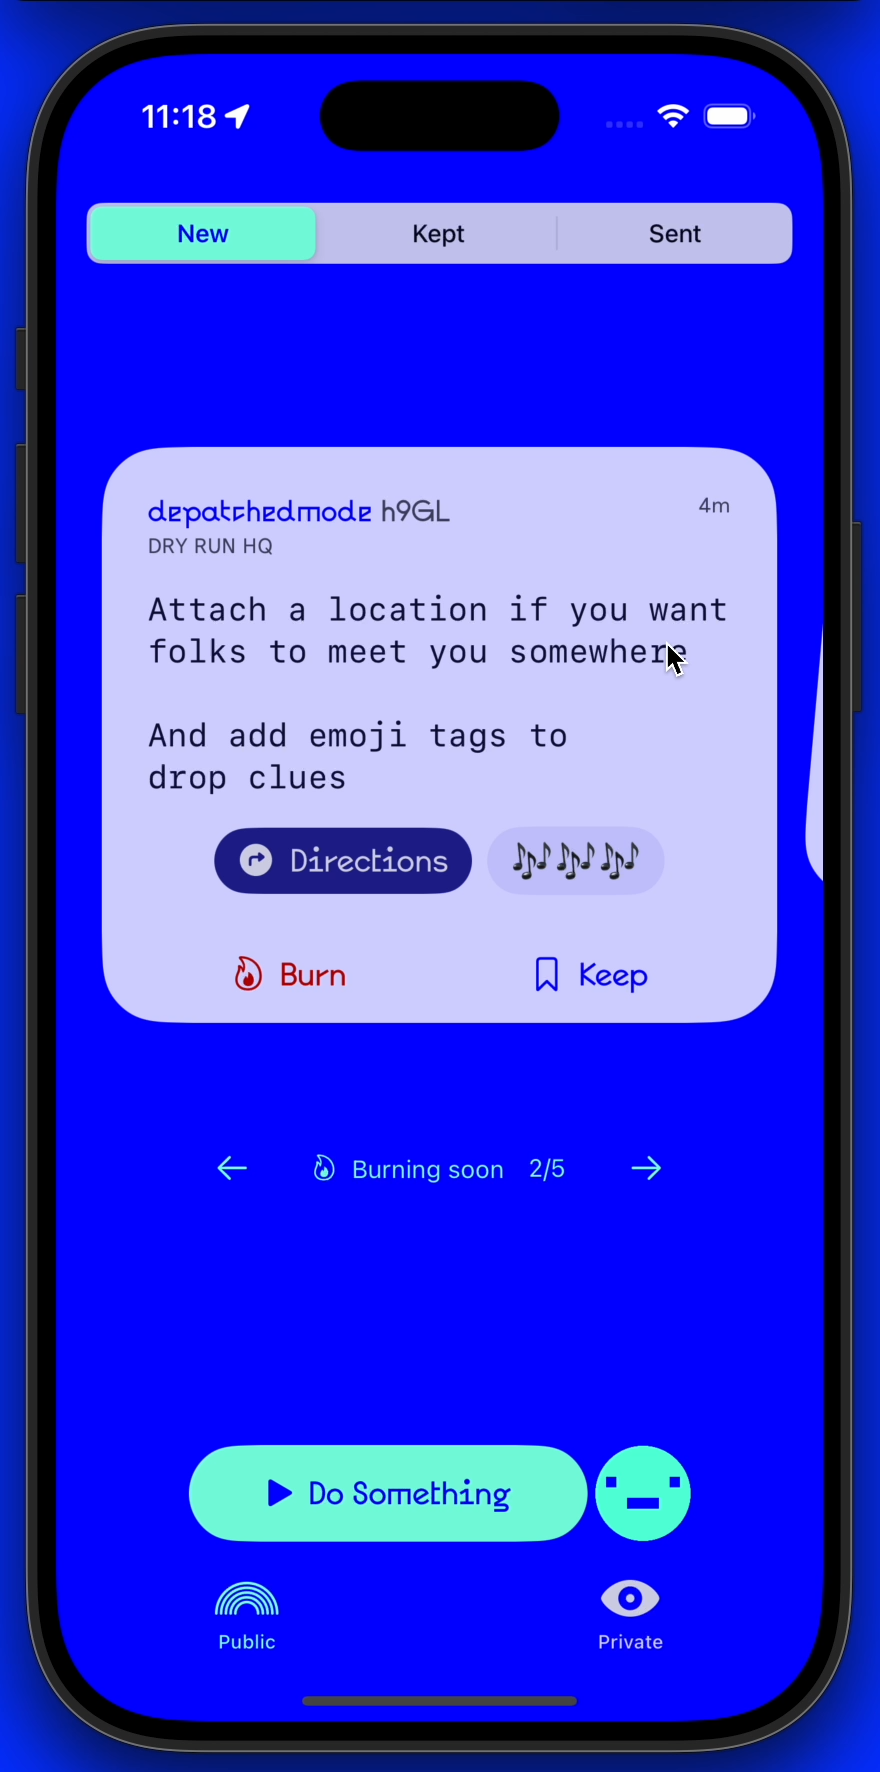 11:18
New
Kept
Sent
depatchedmode h9GL
4m
DRY RUN HQ
Attach a location if you want
folks to meet you somewhere
And add emoji tags to
drop clues
Directions
🎶🎶🎶
Burn
Keep
Burning soon 2/5
Do Something
Public
Private